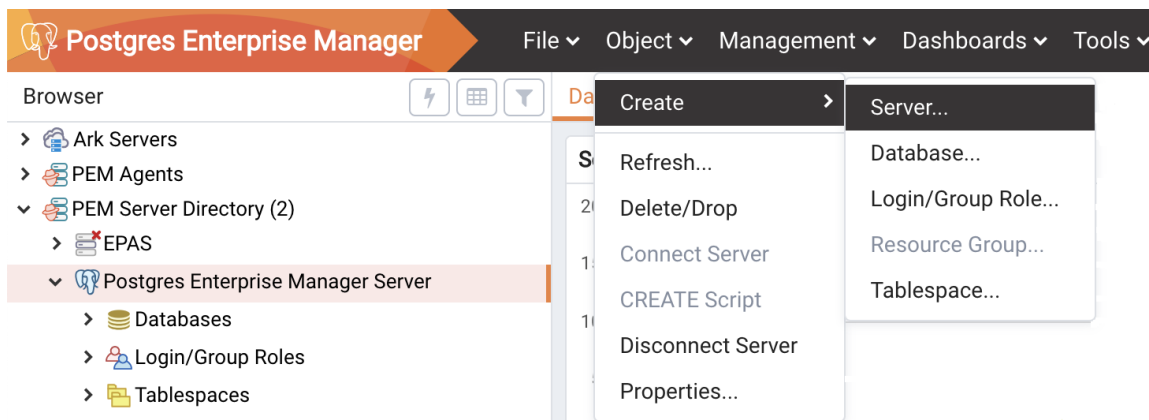 Postgres Enterprise Manager
File Object Management Dashboards Tools
Browser
Da
Ark Servers
PEM Agents
PEM Server Directory (2)
EPAS
Postgres Enterprise Manager Server
Databases
Login/Group Roles
Tablespaces
Create
Refresh...
Delete/Drop
Connect Server
CREATE Script
Disconnect Server
Properties...
Server...
Database...
Login/Group Role...
Resource Group...
Tablespace...